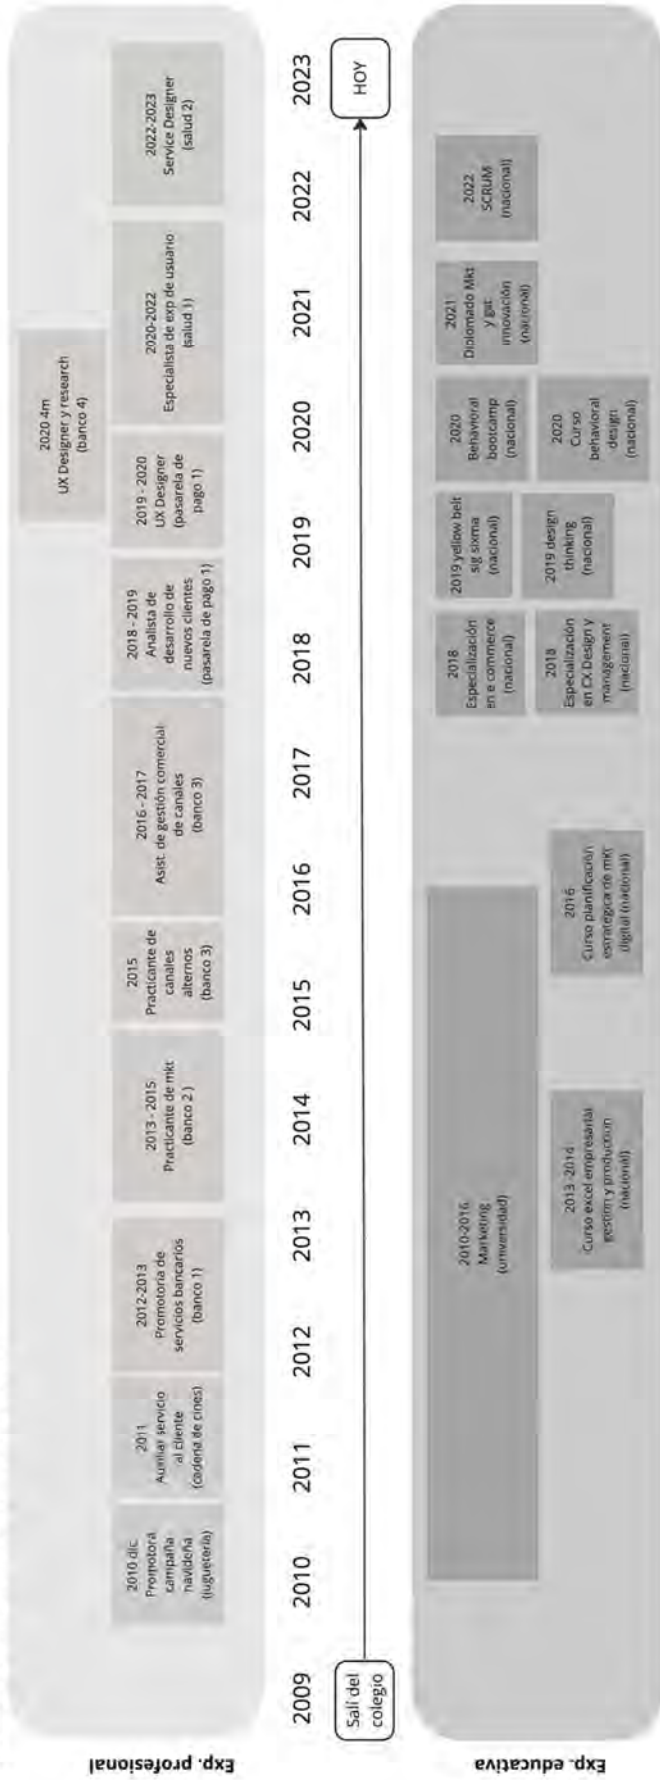 Exp. profesional
2010 dic.
Promotora
campaña
navideña
(juguetería)
2011
Auxiliar servicio
al cliente
(cadena de cines)
2012-2013
Promotoría de
servicios bancarios
(banco 1)
2013 - 2015
Practicante de mkt
(banco 2 )
2015
Practicante de
canales
alternos
(banco 3)
2016 - 2017
Asist. de gestión comercial
de canales
(banco 3)
2018 - 2019
Analista de
desarrollo de
nuevos clientes
(pasarela de pago 1)
2019 - 2020
UX Designer
(pasarela de
pago 1)
2020 4m
UX Designer y research
(banco 4)
2020-2022
Especialista de exp de usuario
(salud 1)
2022-2023
Service Designer
(salud 2)
2009
2010
2011
2012
2013
2014
2015
2016
2017
2018
2019
2020
2021
2022
2023
Salí del
colegio
HOY
Exp. educativa
2010-2016
Marketing
(universidad)
2013 -2014
Curso excel empresarial
gestion y production
(nacional)
2016
Curso planificación
estratégica de mkt
digital (nacional)
2018
Especialización
en e commerce
(nacional)
2018
Especialización
en CX Design y
management
(nacional)
2019 yellow belt
sig sixma
(nacional)
2019 design
thinking
(nacional)
2020
Behavioral
bootcamp
(nacional)
2020
Curso
behavioral
design
(nacional)
2021
Diplomado Mkt
y gst
innovación
(nacional)
2022
SCRUM
(nacional)